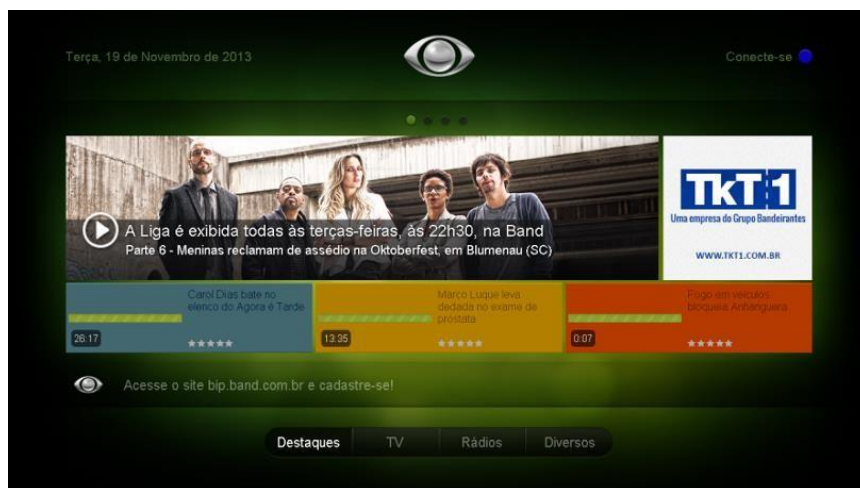 Terça, 19 de Novembro de 2013
Conecte-se
A Liga é exibida todas às terças-feiras, às 22h30, na Band
Parte 6 - Meninas reclamam de assédio na Oktoberfest, em Blumenau (SC)
TKT1
Uma empresa do Grupo Bandeirantes
WWW.TKT1.COM.BR
Carol Dias bate no
elenco do Agora é Tarde
26:17
Marco Luque leva
dedada no exame de
próstata
13:35
Fogo em veículos
bloqueia Anhanguera
0:07
Acesse o site bip.band.com.br e cadastre-se!
Destaques TV Rádios Diversos